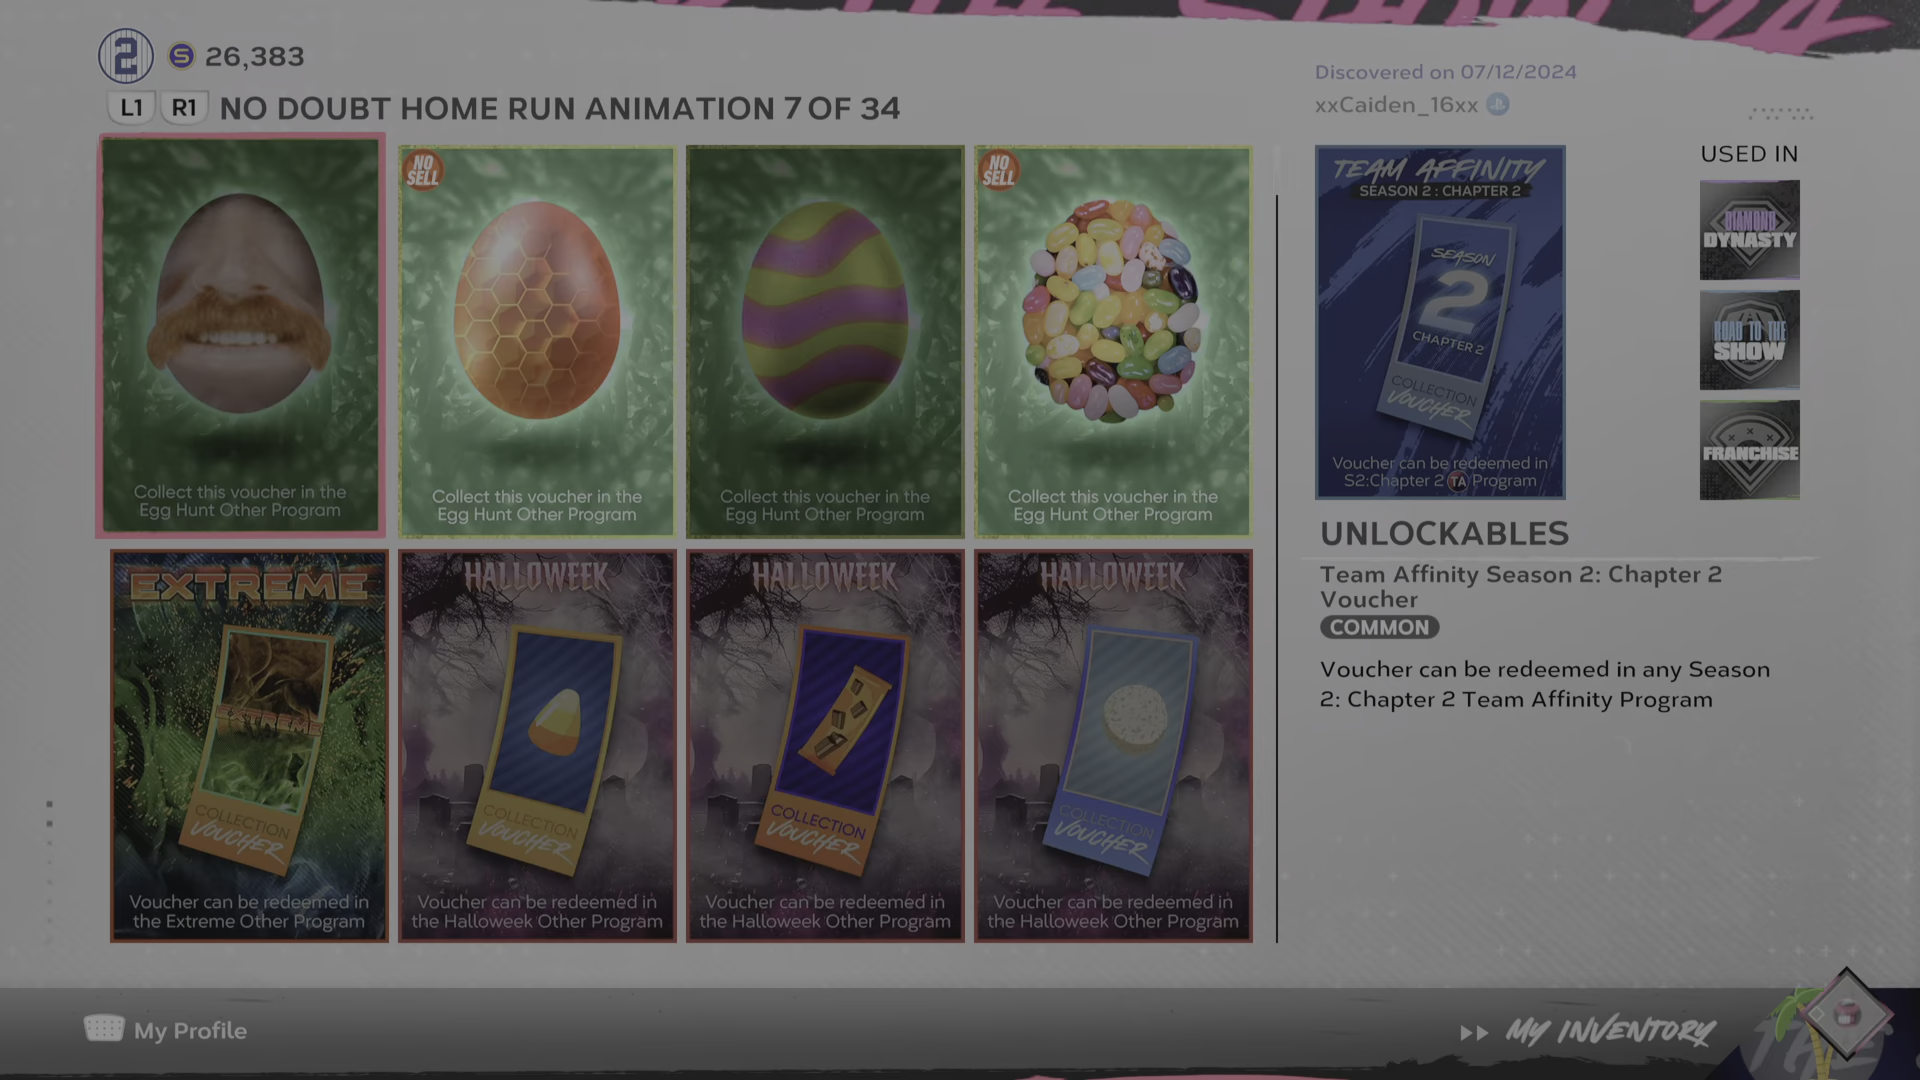 THE SHOW 24
2
S 26,383
L1 R1 NO DOUBT HOME RUN ANIMATION 7 OF 34
Discovered on 07/12/2024
xxCaiden_16xx
Collect this voucher in the
Egg Hunt Other Program
NO
SELL
Collect this voucher in the
Egg Hunt Other Program
Collect this voucher in the
Egg Hunt Other Program
NO
SELL
Collect this voucher in the
Egg Hunt Other Program
EXTREME
EXTREME
COLLECTION
VOUCHER
Voucher can be redeemed in
the Extreme Other Program
HALLOWEEK
COLLECTION
VOUCHER
Voucher can be redeemed in
the Halloweek Other Program
HALLOWEEK
COLLECTION
VOUCHER
Voucher can be redeemed in
the Halloweek Other Program
HALLOWEEK
COLLECTION
VOUCHER
Voucher can be redeemed in
the Halloweek Other Program
TEAM AFFINITY
SEASON 2 : CHAPTER 2
SEASON
2
CHAPTER 2
COLLECTION
VOUCHER
Voucher can be redeemed in
S2:Chapter 2 TA Program
USED IN
DIAMOND
DYNASTY
ROAD TO THE
SHOW
FRANCHISE
UNLOCKABLES
Team Affinity Season 2: Chapter 2
Voucher
COMMON
Voucher can be redeemed in any Season
2: Chapter 2 Team Affinity Program
My Profile
MY INVENTORY
THE